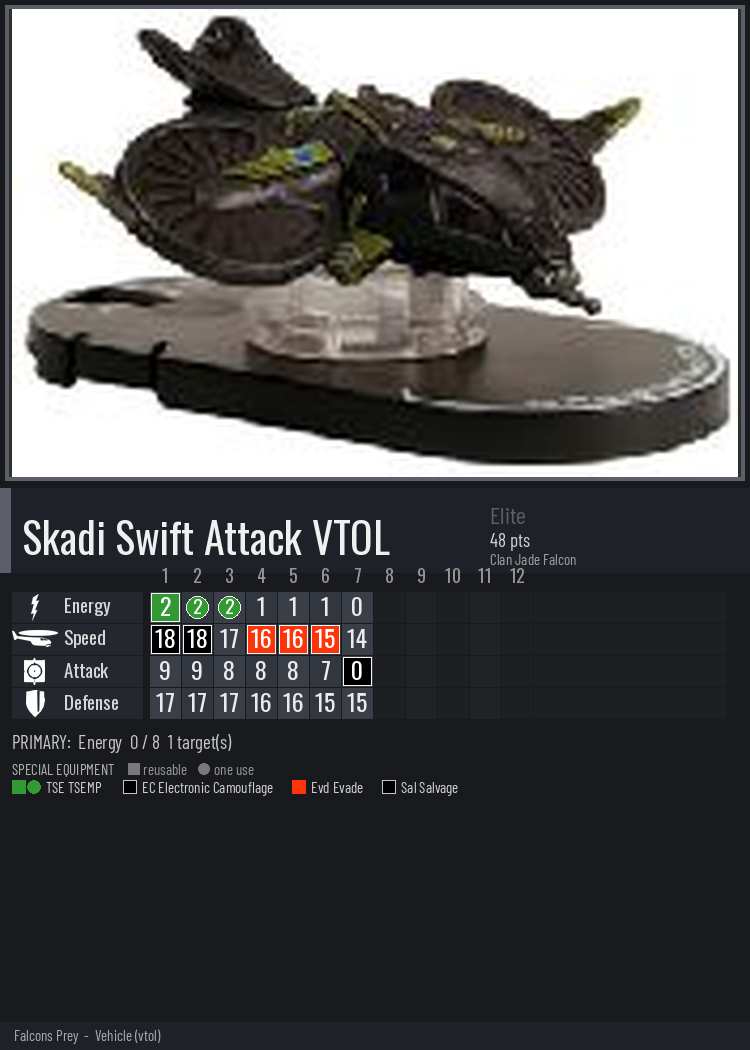 Skadi Swift Attack VTOL
Elite
48 pts
Clan Jade Falcon
1 2 3 4 5 6 7 8 9 10 11 12
Energy 2 2 2 1 1 1 0
Speed 18 18 17 16 16 15 14
Attack 9 9 8 8 8 7 0
Defense 17 17 17 16 16 15 15
PRIMARY: Energy 0 / 8 1 target(s)
SPECIAL EQUIPMENT reusable one use
TSE TSEMP EC Electronic Camouflage Evd Evade Sal Salvage
Falcons Prey - Vehicle (vtol)